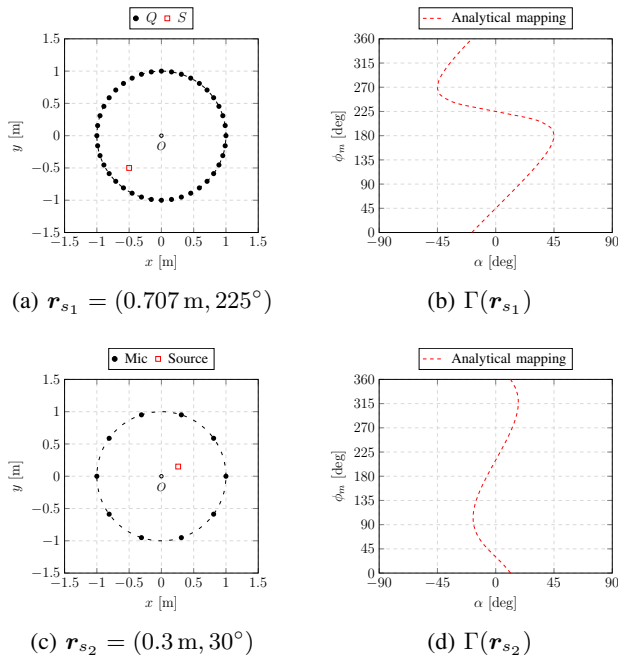 Q S
1.5
1
0.5
0
−0.5
−1
−1.5
−1.5 −1 −0.5 0 0.5 1 1.5
y [m]
x [m]
O
(a) r_{s_1} = (0.707 m, 225°)
Analytical mapping
360
315
270
225
180
135
90
45
0
−90 −45 0 45 90
ϕ_m [deg]
α [deg]
(b) Γ(r_{s_1})
Mic Source
1.5
1
0.5
0
−0.5
−1
−1.5
−1.5 −1 −0.5 0 0.5 1 1.5
y [m]
x [m]
O
(c) r_{s_2} = (0.3 m, 30°)
Analytical mapping
360
315
270
225
180
135
90
45
0
−90 −45 0 45 90
ϕ_m [deg]
α [deg]
(d) Γ(r_{s_2})